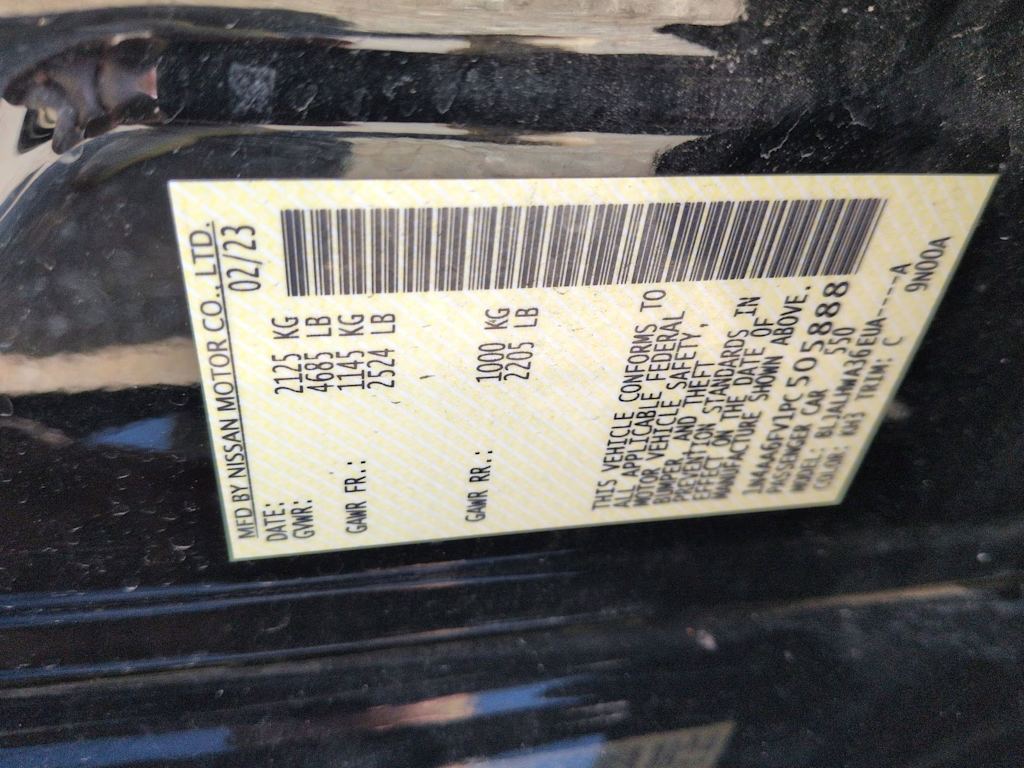 MFD BY NISSAN MOTOR CO., LTD.
DATE: 02/23
GVWR: 2125 KG
4685 LB
GAWR FR.: 1145 KG
2524 LB
GAWR RR.: 1000 KG
2205 LB
THIS VEHICLE CONFORMS TO
ALL APPLICABLE FEDERAL
MOTOR VEHICLE SAFETY,
BUMPER, AND THEFT
PREVENTION STANDARDS IN
EFFECT ON THE DATE OF
MANUFACTURE SHOWN ABOVE.
1N4AA6FV1PC505888
PASSENGER CAR 550
MODEL: BLJALHWA36EUA-----A
COLOR: KH3 TRIM: C 9N00A